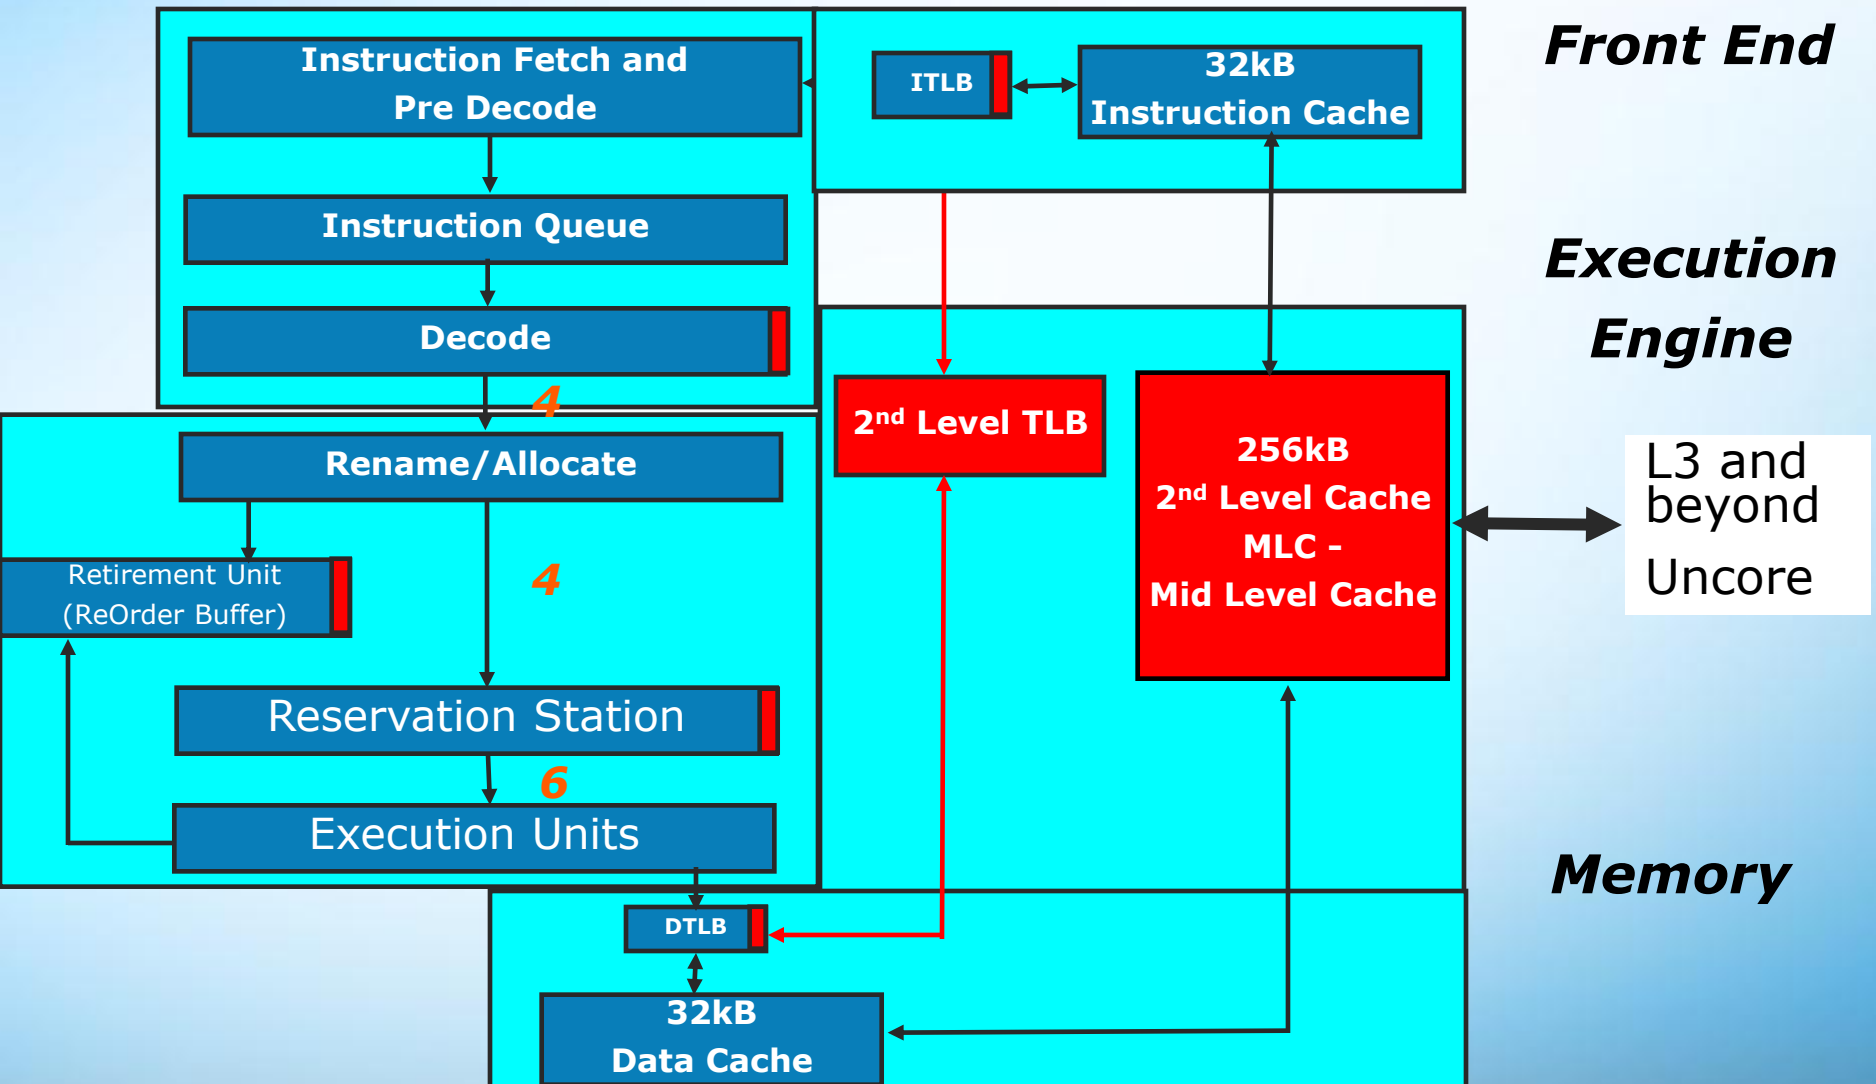 Instruction Fetch and
Pre Decode
ITLB
32kB
Instruction Cache
Front End
Instruction Queue
Decode
4
Execution
Engine
Rename/Allocate
2nd Level TLB
256kB
2nd Level Cache
MLC –
Mid Level Cache
L3 and
beyond
Uncore
Retirement Unit
(ReOrder Buffer)
4
Reservation Station
6
Execution Units
Memory
DTLB
32kB
Data Cache